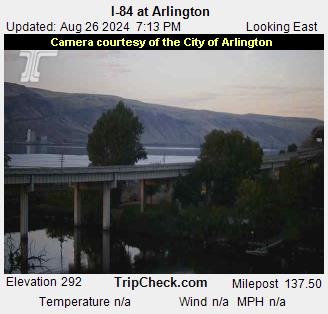 I-84 at Arlington
Updated: Aug 26 2024 7:13 PM Looking East
Camera courtesy of the City of Arlington
Elevation 292 TripCheck.com Milepost 137.50
Temperature n/a Wind n/a MPH n/a